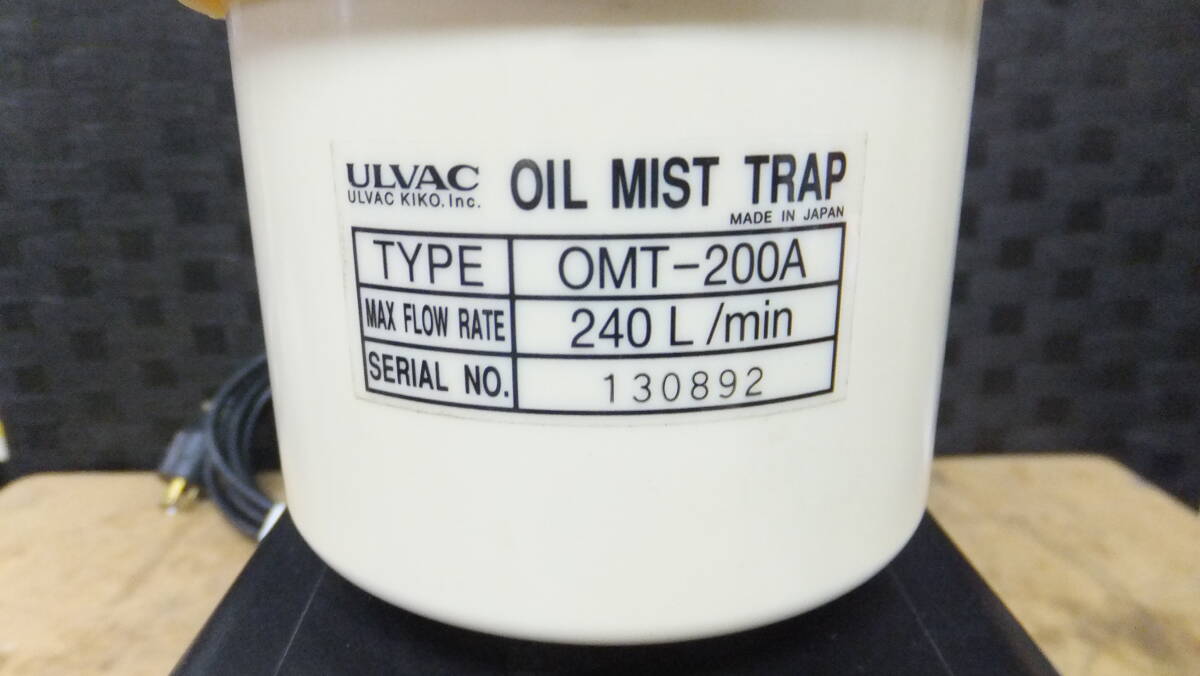 ULVAC OIL MIST TRAP
ULVAC KIKO.Inc.
MADE IN JAPAN
TYPE OMT-200A
MAX FLOW RATE 240 L/min
SERIAL NO. 130892